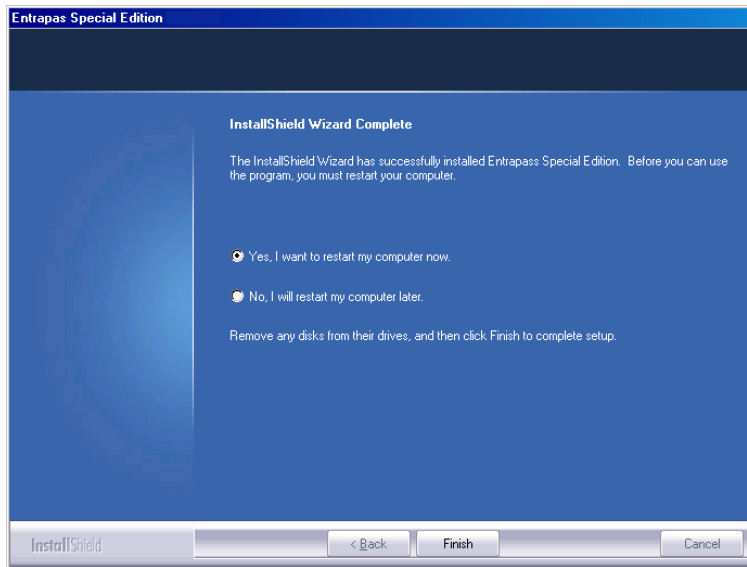 Entrapas Special Edition
InstallShield Wizard Complete
The InstallShield Wizard has successfully installed Entrapass Special Edition. Before you can use
the program, you must restart your computer.
Yes, I want to restart my computer now.
No, I will restart my computer later.
Remove any disks from their drives, and then click Finish to complete setup.
InstallShield
< Back
Finish
Cancel